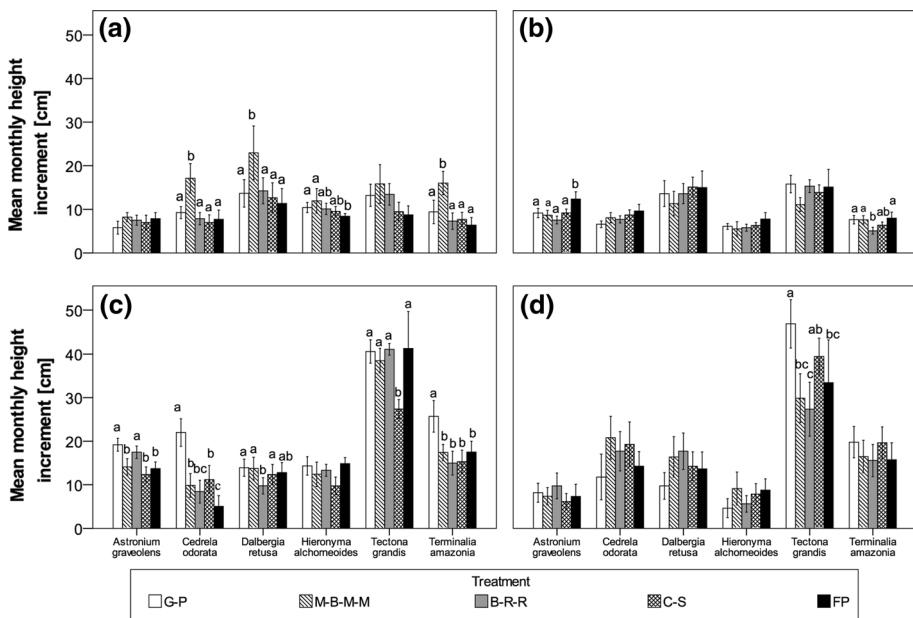 (a)
(b)
Mean monthly height increment [cm]
50
40
30
20
10
0
a b a a a
a b a a a
a a ab ab b
a b a a a
a a a a b
a a b ab a
(c)
(d)
Mean monthly height increment [cm]
50
40
30
20
10
0
a b a b b
a b bc b c
a a b ab ab
a a a b a
a b b b b
a bc c ab bc
Astronium graveolens
Cedrela odorata
Dalbergia retusa
Hieronyma alchorneoides
Tectona grandis
Terminalia amazonia
Astronium graveolens
Cedrela odorata
Dalbergia retusa
Hieronyma alchorneoides
Tectona grandis
Terminalia amazonia
Treatment
G-P
M-B-M-M
B-R-R
C-S
FP